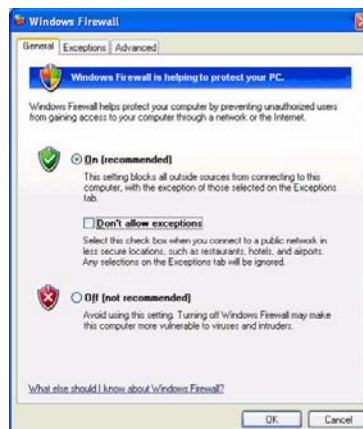 Windows Firewall
General Exceptions Advanced
Windows Firewall is helping to protect your PC.
Windows Firewall helps protect your computer by preventing unauthorized users
from gaining access to your computer through a network or the Internet.
On (recommended)
This setting blocks all outside sources from connecting to this
computer, with the exception of those selected on the Exceptions
tab.
Don't allow exceptions
Select this check box when you connect to a public network in
less secure locations, such as restaurants, hotels, and airports.
Any selections on the Exceptions tab will be ignored.
Off (not recommended)
Avoid using this setting. Turning off Windows Firewall may make
this computer more vulnerable to viruses and intruders.
What else should I know about Windows Firewall?
OK Cancel